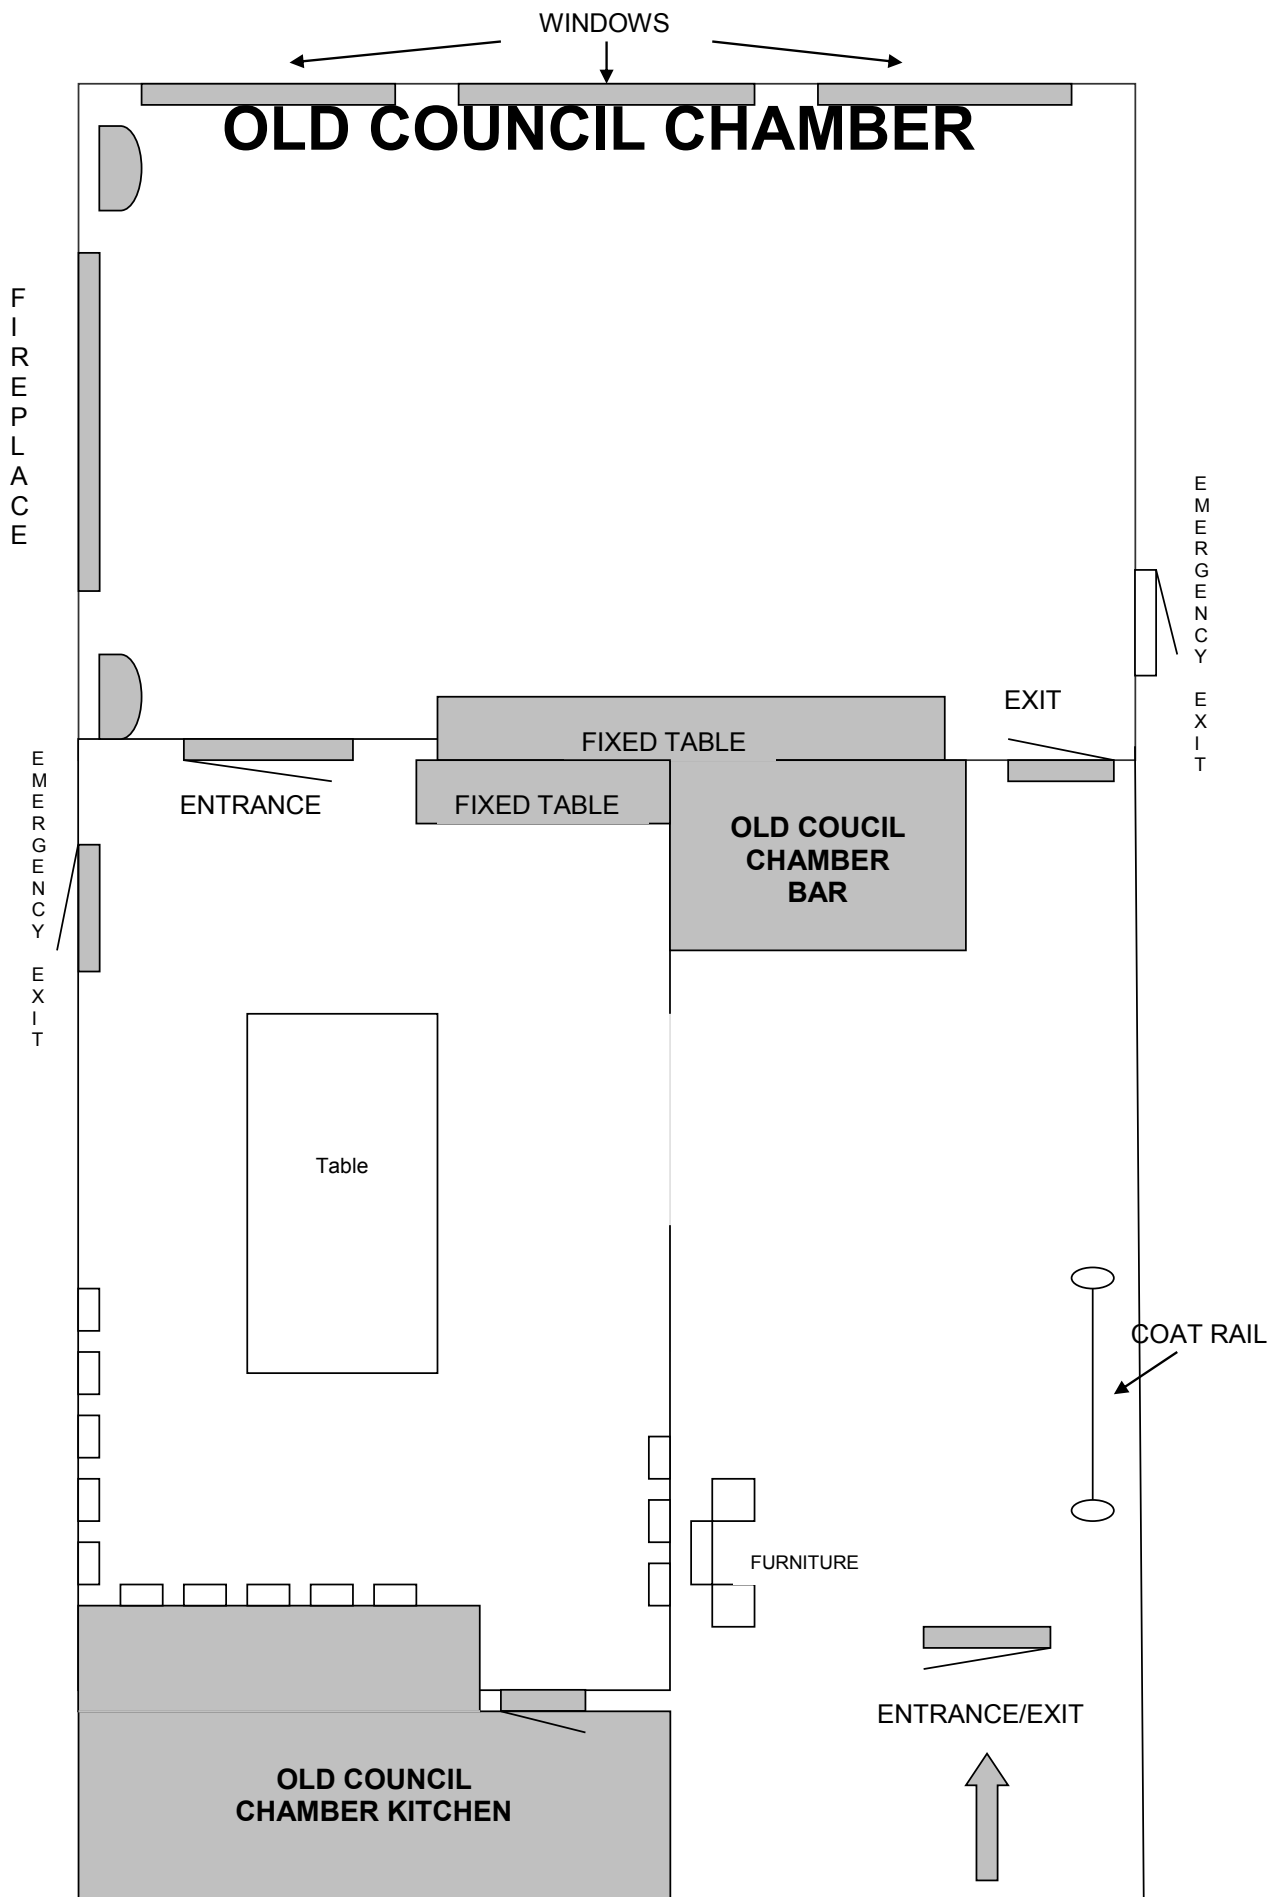 WINDOWS
OLD COUNCIL CHAMBER
FIREPLACE
EMERGENCY EXIT
EXIT
FIXED TABLE
EMERGENCY EXIT
ENTRANCE
FIXED TABLE
OLD COUCIL
CHAMBER
BAR
Table
COAT RAIL
FURNITURE
ENTRANCE/EXIT
OLD COUNCIL
CHAMBER KITCHEN